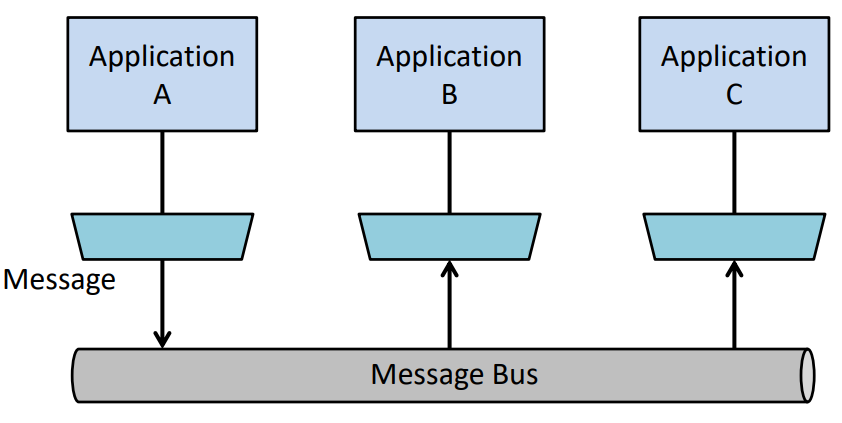 Application
A
Application
B
Application
C
Message
Message Bus